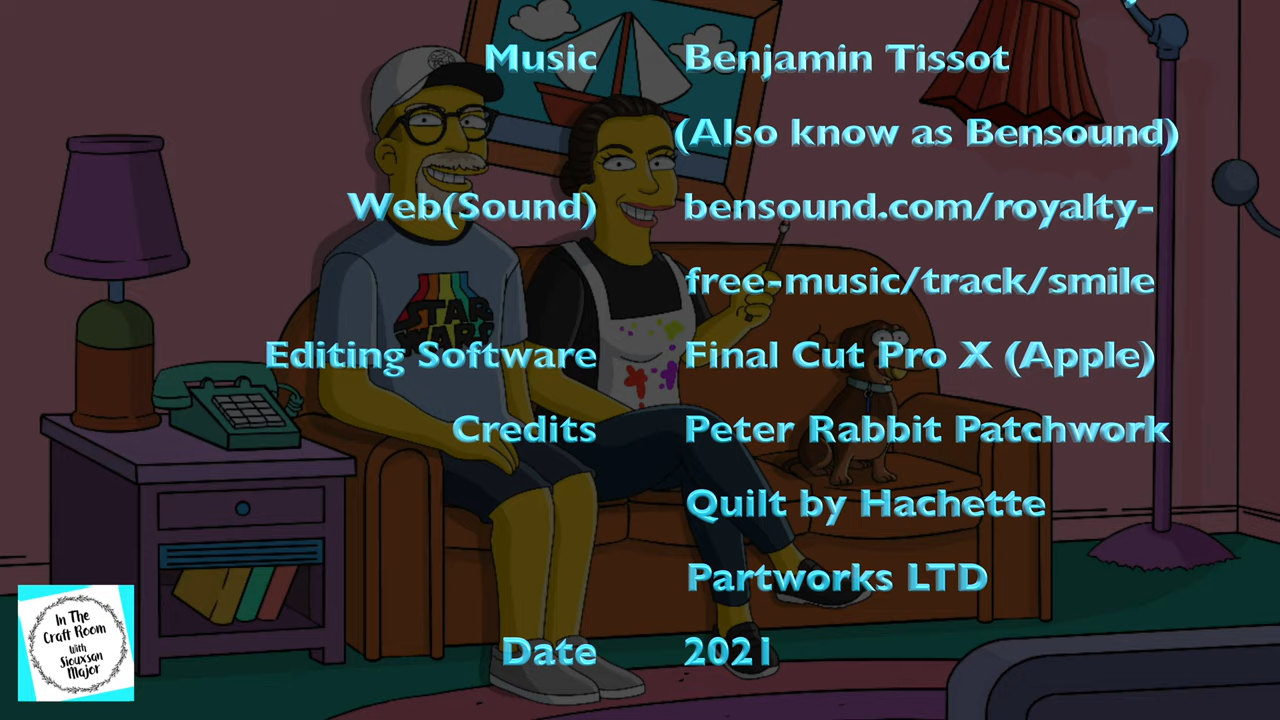 Music Benjamin Tissot
(Also know as Bensound)
Web(Sound) bensound.com/royalty-
free-music/track/smile
Editing Software Final Cut Pro X (Apple)
Credits Peter Rabbit Patchwork
Quilt by Hachette
Partworks LTD
Date 2021
STAR
WARS
In The
Craft Room
With
Siouxsan
Major